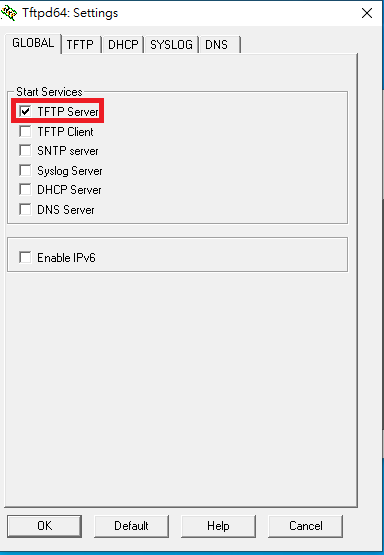 Tftpd64: Settings
GLOBAL TFTP DHCP SYSLOG DNS
Start Services
TFTP Server
TFTP Client
SNTP server
Syslog Server
DHCP Server
DNS Server
Enable IPv6
OK Default Help Cancel